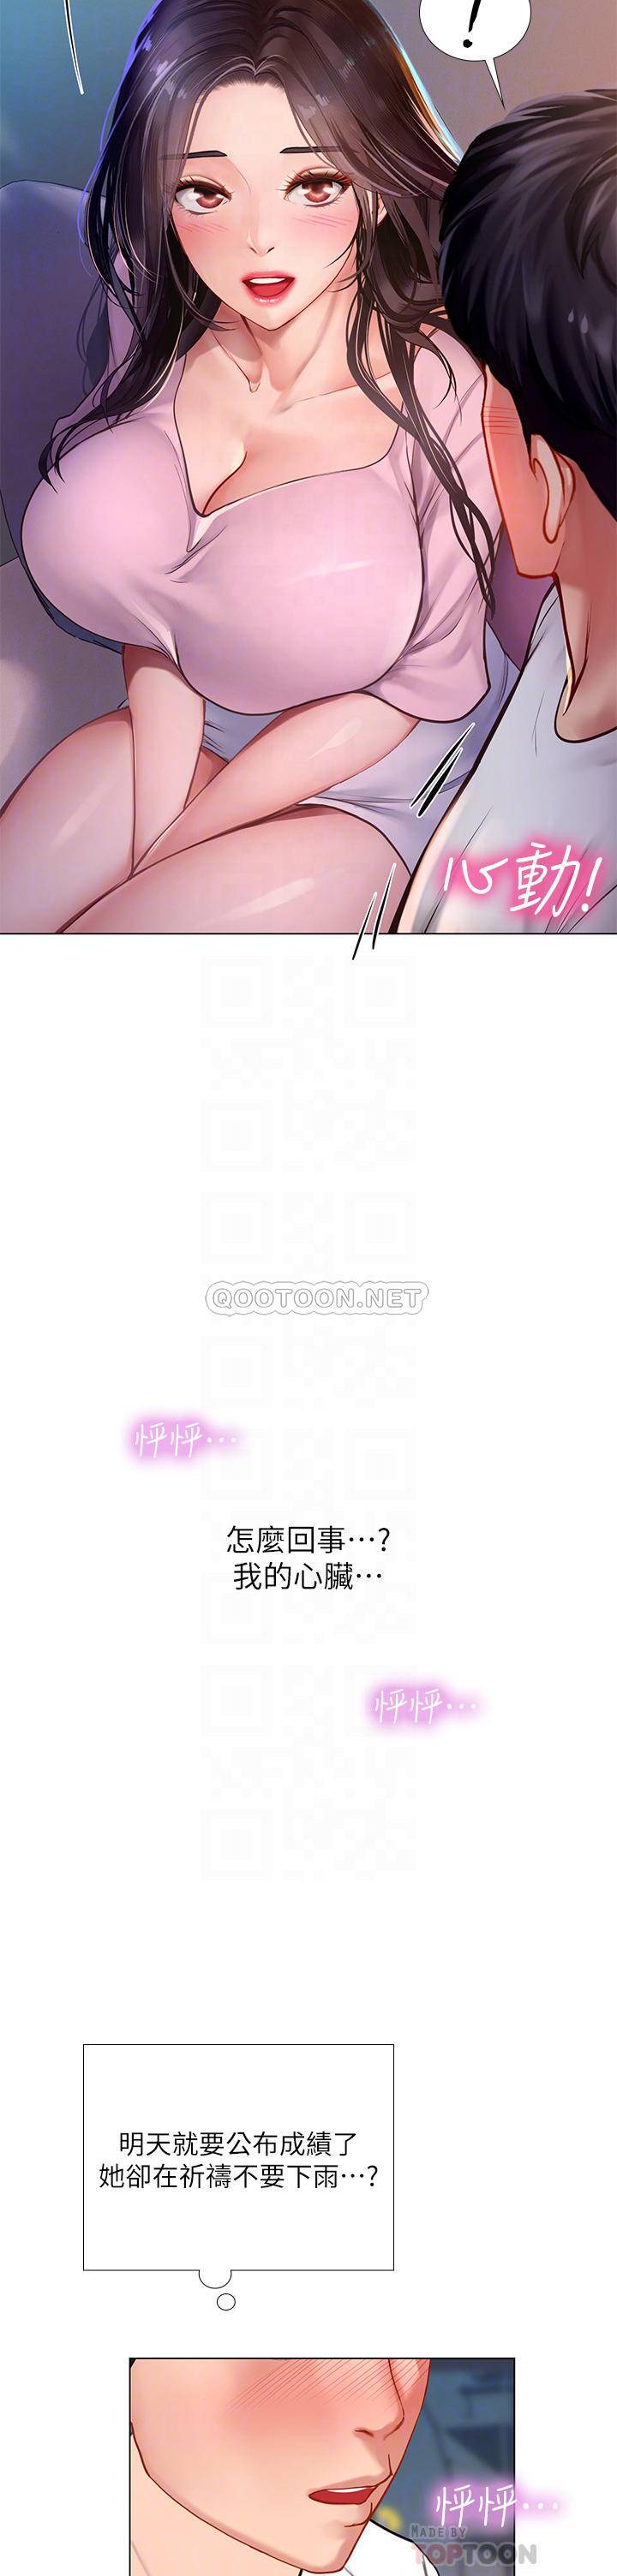 !
心動!
QOOTOON.NET
怦怦…
怎麼回事…?
我的心臟…
怦怦…
明天就要公布成績了
她卻在祈禱不要下雨…?
怦怦…
MADE BY
TOPTOON